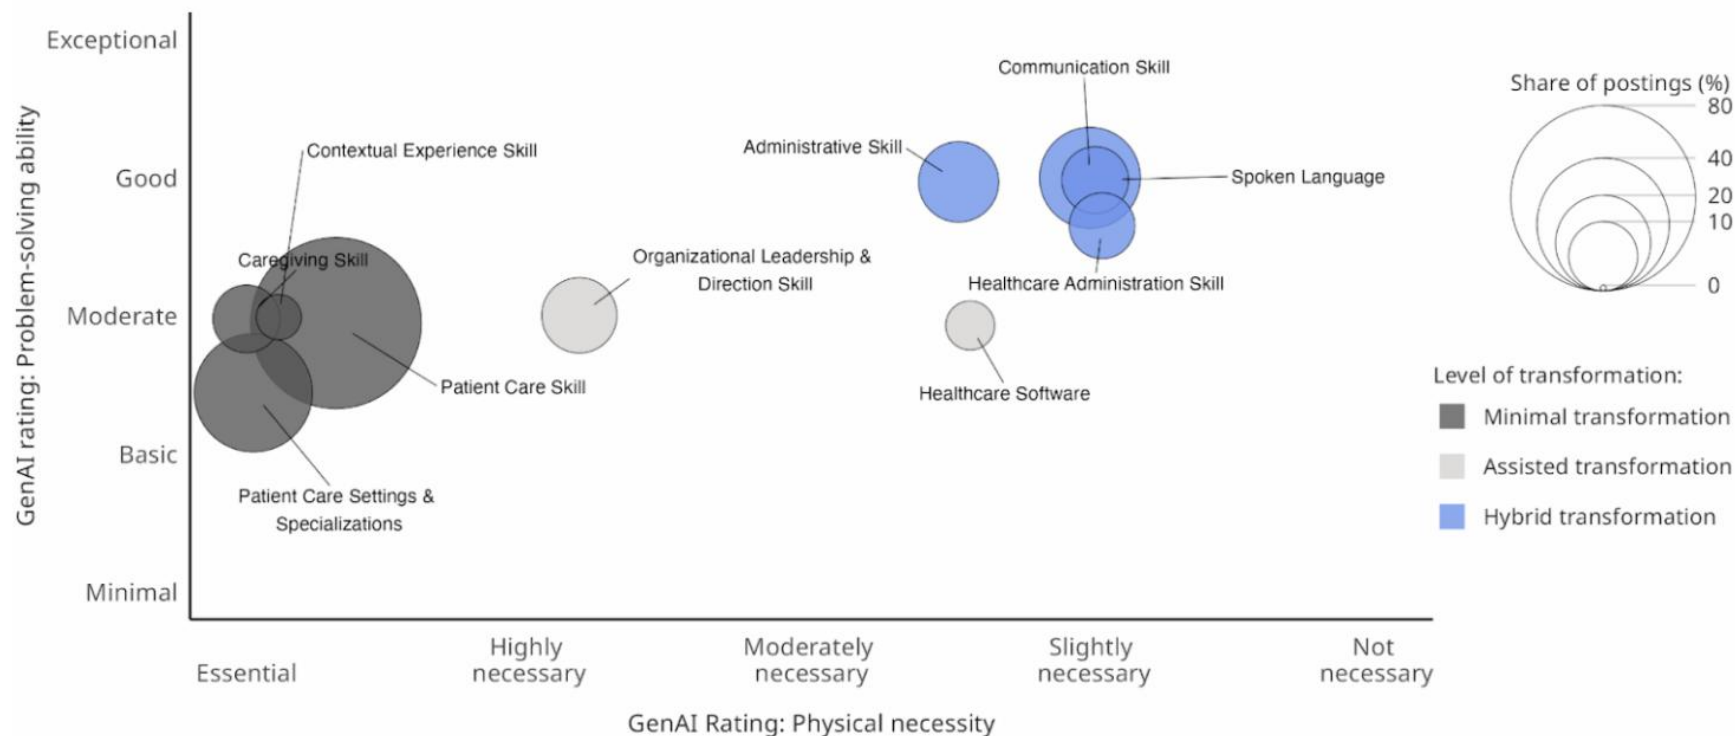 Exceptional
Good
Moderate
Basic
Minimal
GenAI rating: Problem-solving ability
Communication Skill
Contextual Experience Skill
Administrative Skill
Spoken Language
Caregiving Skill
Organizational Leadership &
Direction Skill
Healthcare Administration Skill
Patient Care Skill
Healthcare Software
Patient Care Settings &
Specializations
Essential
Highly
necessary
Moderately
necessary
Slightly
necessary
Not
necessary
GenAI Rating: Physical necessity
Share of postings (%)
80
40
20
10
0
Level of transformation:
Minimal transformation
Assisted transformation
Hybrid transformation